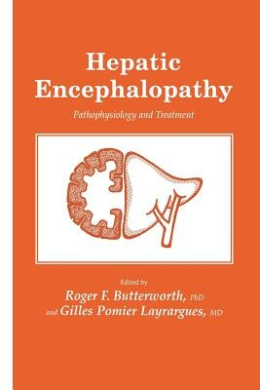 Hepatic
Encephalopathy
Pathophysiology and Treatment
Edited by
Roger F. Butterworth, PhD
and Gilles Pomier Layrargues, MD